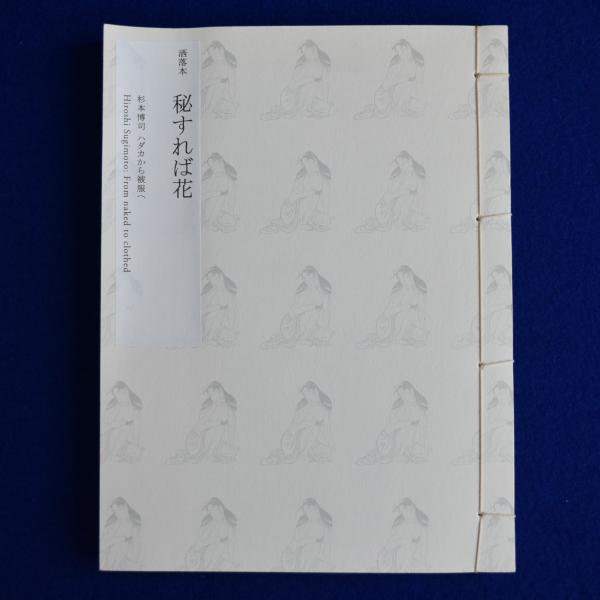 洒落本
秘すれば花
杉本博司 ハダカから被服へ
Hiroshi Sugimoto: From naked to clothed